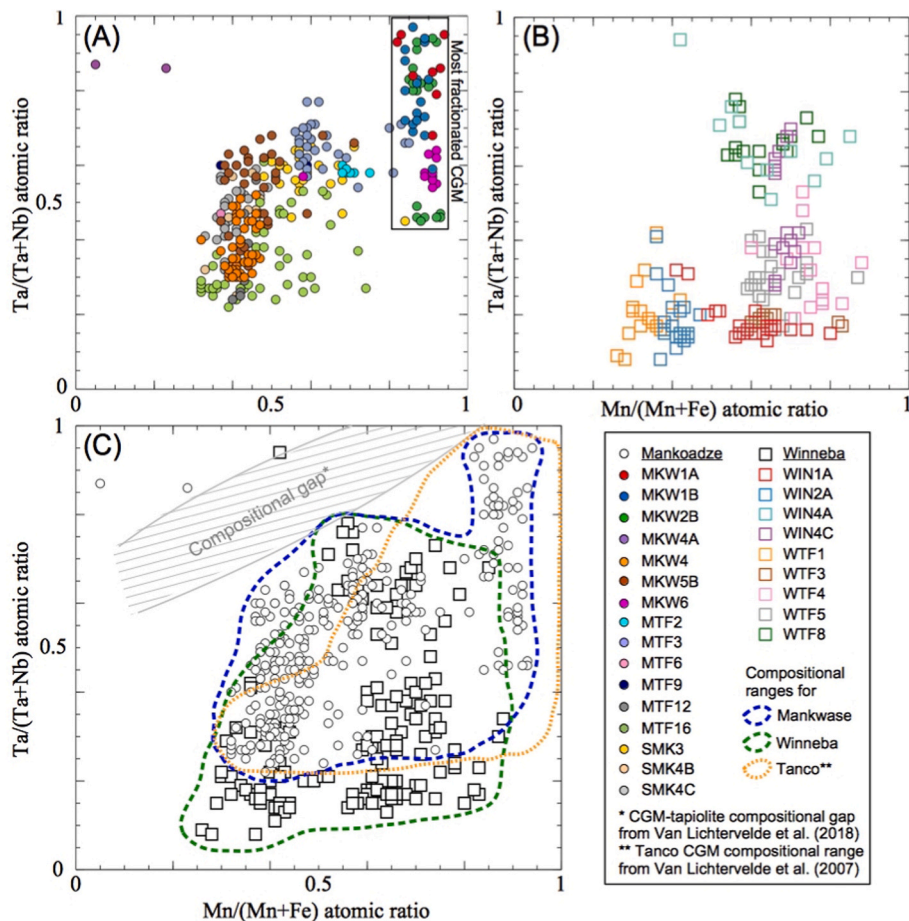 (A)
Ta/(Ta+Nb) atomic ratio
1
0.5
0
0
0.5
1
Most fractionated CGM
(B)
Ta/(Ta+Nb) atomic ratio
1
0.5
0
0
Mn/(Mn+Fe) atomic ratio
1
(C)
Ta/(Ta+Nb) atomic ratio
1
0.5
0
0
0.5
1
Mn/(Mn+Fe) atomic ratio
Compositional gap*
Mankoadze
MKW1A
MKW1B
MKW2B
MKW4A
MKW4
MKW5B
MKW6
MTF2
MTF3
MTF6
MTF9
MTF12
MTF16
SMK3
SMK4B
SMK4C
Winneba
WIN1A
WIN2A
WIN4A
WIN4C
WTF1
WTF3
WTF4
WTF5
WTF8
Compositional
ranges for
Mankwase
Winneba
Tanco**
* CGM-tapiolite compositional gap
from Van Lichtervelde et al. (2018)
** Tanco CGM compositional range
from Van Lichtervelde et al. (2007)